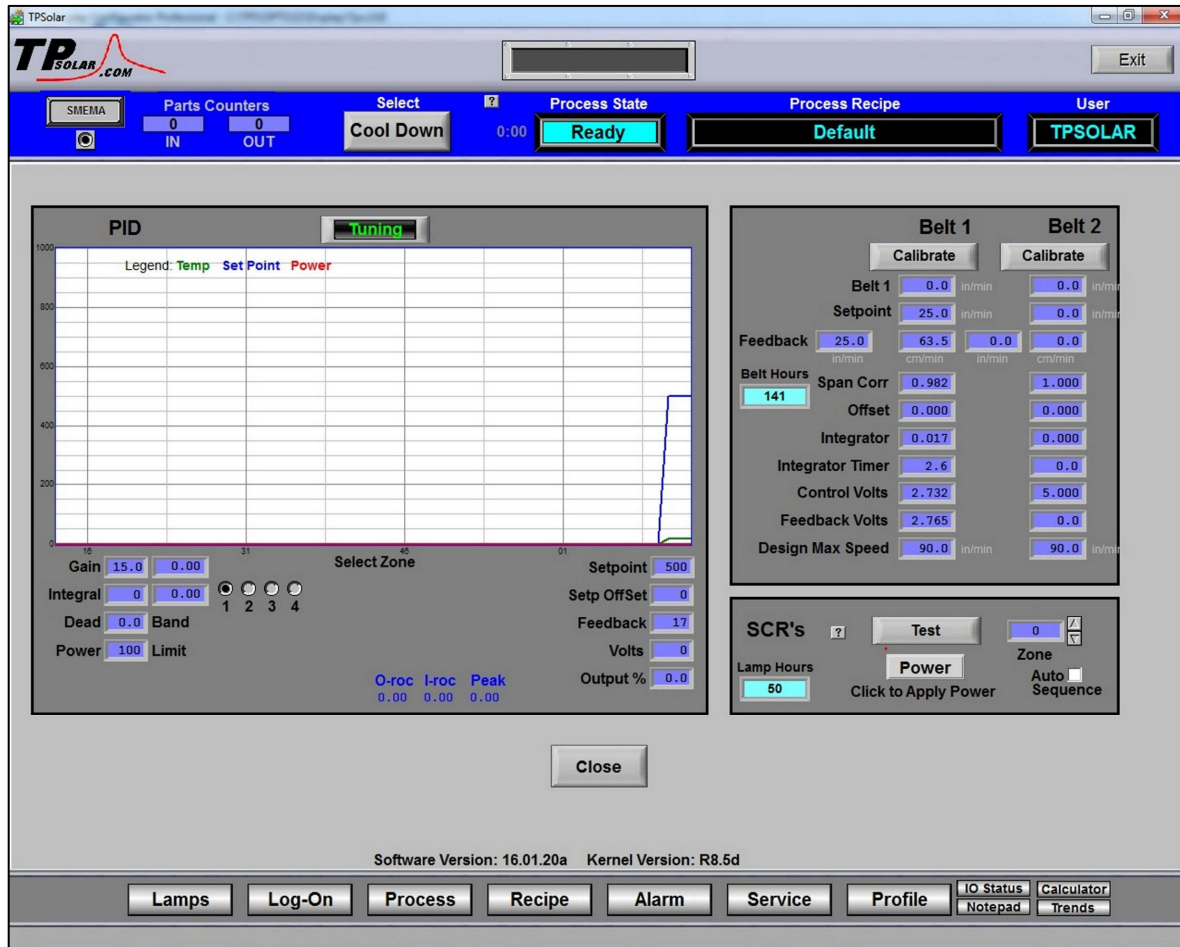 TPSolar
TP SOLAR .COM
Exit
SMEMA
Parts Counters
0 0
IN OUT
Select
Cool Down
?
0:00
Process State
Ready
Process Recipe
Default
User
TPSOLAR
PID
Tuning
Legend: Temp Set Point Power
1000
800
600
400
200
0
16 31 46 01
Gain 15.0 0.00
Integral 0 0.00
Dead 0.0 Band
Power 100 Limit
Select Zone
1 2 3 4
O-roc I-roc Peak
0.00 0.00 0.00
Setpoint 500
Setp OffSet 0
Feedback 17
Volts 0
Output % 0.0
Belt 1 Belt 2
Calibrate Calibrate
Belt 1 0.0 in/min 0.0 in/min
Setpoint 25.0 in/min 0.0 in/min
Feedback 25.0 63.5 0.0 0.0
in/min cm/min in/min cm/min
Belt Hours
141
Span Corr 0.982 1.000
Offset 0.000 0.000
Integrator 0.017 0.000
Integrator Timer 2.6 0.0
Control Volts 2.732 5.000
Feedback Volts 2.765 0.0
Design Max Speed 90.0 in/min 90.0 in/min
SCR's ? Test 0
Zone
Lamp Hours
50
Power
Click to Apply Power
Auto
Sequence
Close
Software Version: 16.01.20a Kernel Version: R8.5d
Lamps Log-On Process Recipe Alarm Service Profile
IO Status Calculator
Notepad Trends